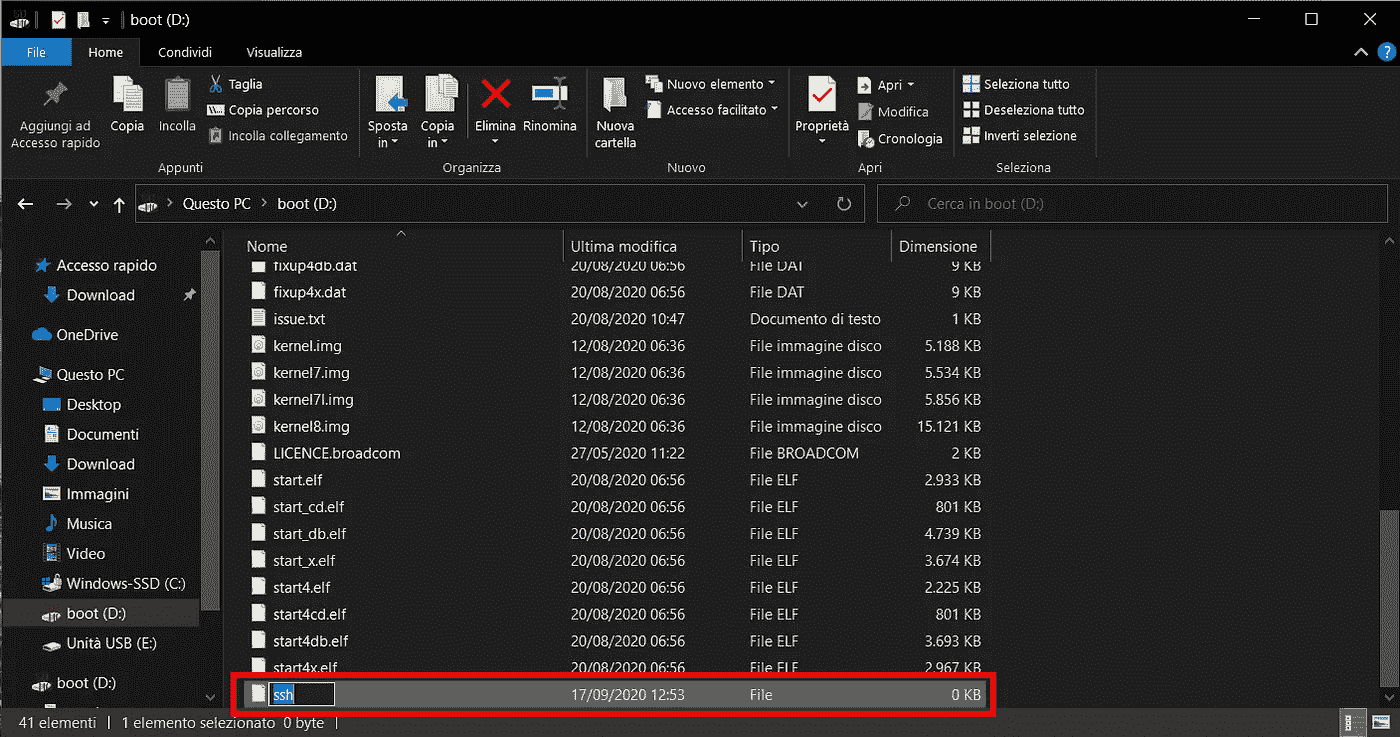 boot (D:)
File Home Condividi Visualizza
Aggiungi ad
Accesso rapido
Copia
Incolla
Taglia
Copia percorso
Incolla collegamento
Appunti
Sposta
in
Copia
in
Elimina
Rinomina
Organizza
Nuova
cartella
Nuovo elemento
Accesso facilitato
Nuovo
Proprietà
Apri
Modifica
Cronologia
Apri
Seleziona tutto
Deseleziona tutto
Inverti selezione
Seleziona
Questo PC > boot (D:)
Cerca in boot (D:)
Accesso rapido
Download
OneDrive
Questo PC
Desktop
Documenti
Download
Immagini
Musica
Video
Windows-SSD (C:)
boot (D:)
Unità USB (E:)
boot (D:)
Nome Ultima modifica Tipo Dimensione
fixup4db.dat 20/08/2020 06:56 File DAT 9 KB
fixup4x.dat 20/08/2020 06:56 File DAT 9 KB
issue.txt 20/08/2020 10:47 Documento di testo 1 KB
kernel.img 12/08/2020 06:36 File immagine disco 5.188 KB
kernel7.img 12/08/2020 06:36 File immagine disco 5.534 KB
kernel7l.img 12/08/2020 06:36 File immagine disco 5.856 KB
kernel8.img 12/08/2020 06:36 File immagine disco 15.121 KB
LICENCE.broadcom 27/05/2020 11:22 File BROADCOM 2 KB
start.elf 20/08/2020 06:56 File ELF 2.933 KB
start_cd.elf 20/08/2020 06:56 File ELF 801 KB
start_db.elf 20/08/2020 06:56 File ELF 4.739 KB
start_x.elf 20/08/2020 06:56 File ELF 3.674 KB
start4.elf 20/08/2020 06:56 File ELF 2.225 KB
start4cd.elf 20/08/2020 06:56 File ELF 801 KB
start4db.elf 20/08/2020 06:56 File ELF 3.693 KB
start4x.elf 20/08/2020 06:56 File ELF 2.967 KB
ssh 17/09/2020 12:53 File 0 KB
41 elementi | 1 elemento selezionato 0 byte |